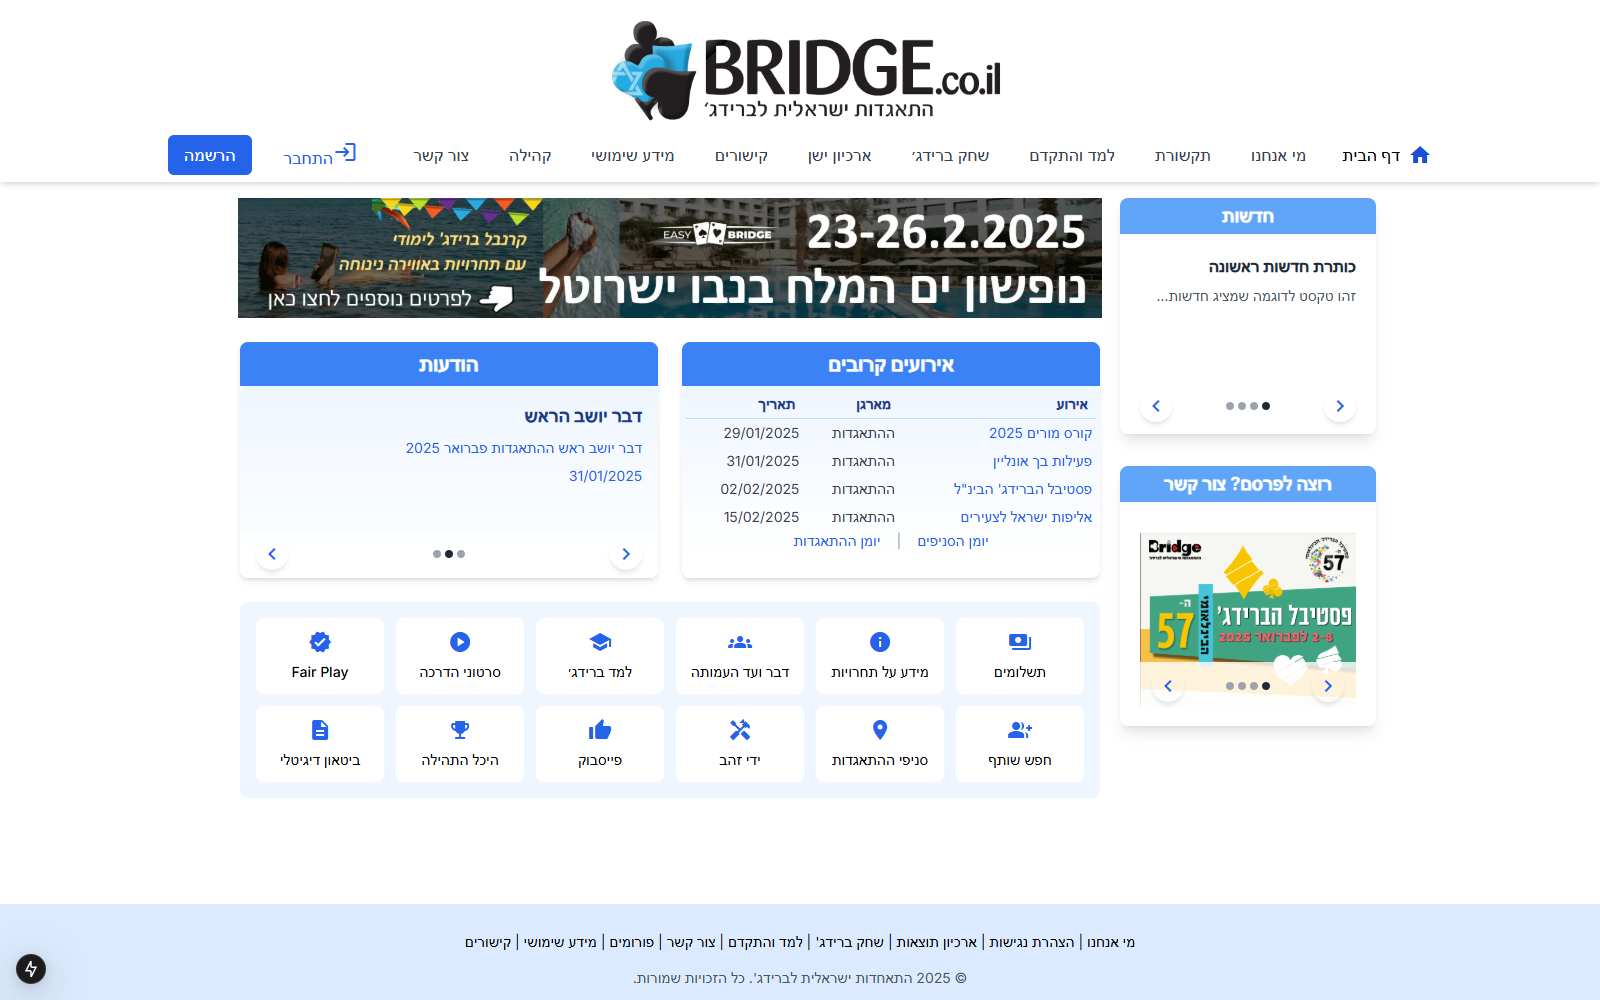 BRIDGE.co.il
התאגדות ישראלית לברידג׳
דף הבית
מי אנחנו
תקשורת
למד והתקדם
שחק ברידג׳
ארכיון ישן
קישורים
מידע שימושי
קהילה
צור קשר
התחבר
הרשמה
חדשות
כותרת חדשות ראשונה
זהו טקסט לדוגמה שמציג חדשות...
23-26.2.2025
EASY BRIDGE
נופשון ים המלח בנבו ישרוטל
קרנבל ברידג' לימודי
עם תחרויות באווירה נינוחה
לפרטים נוספים לחצו כאן
אירועים קרובים
אירוע מארגן תאריך
קורס מורים 2025 ההתאגדות 29/01/2025
פעילות בך אונליין ההתאגדות 31/01/2025
פסטיבל הברידג' הבינ"ל ההתאגדות 02/02/2025
אליפות ישראל לצעירים ההתאגדות 15/02/2025
יומן הסניפים | יומן ההתאגדות
הודעות
דבר יושב הראש
דבר יושב ראש ההתאגדות פברואר 2025
31/01/2025
רוצה לפרסם? צור קשר
Bridge
57
פסטיבל הברידג׳
הבינלאומי
ה-
57
2-8 לפברואר 2025
תשלומים
מידע על תחרויות
דבר ועד העמותה
למד ברידג׳
סרטוני הדרכה
Fair Play
חפש שותף
סניפי ההתאגדות
ידי זהב
פייסבוק
היכל התהילה
ביטאון דיגיטלי
מי אנחנו | הצהרת נגישות | ארכיון תוצאות | שחק ברידג' | למד והתקדם | צור קשר | פורומים | מידע שימושי | קישורים
© 2025 התאחדות ישראלית לברידג'. כל הזכויות שמורות.